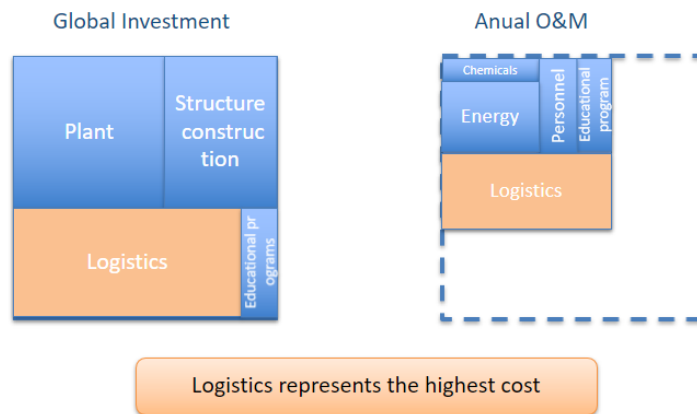 Global Investment
Anual O&M
Plant
Structure
construc
tion
Logistics
Educational pr
ograms
Chemicals
Energy
Personnel
Educational
program
Logistics
Logistics represents the highest cost